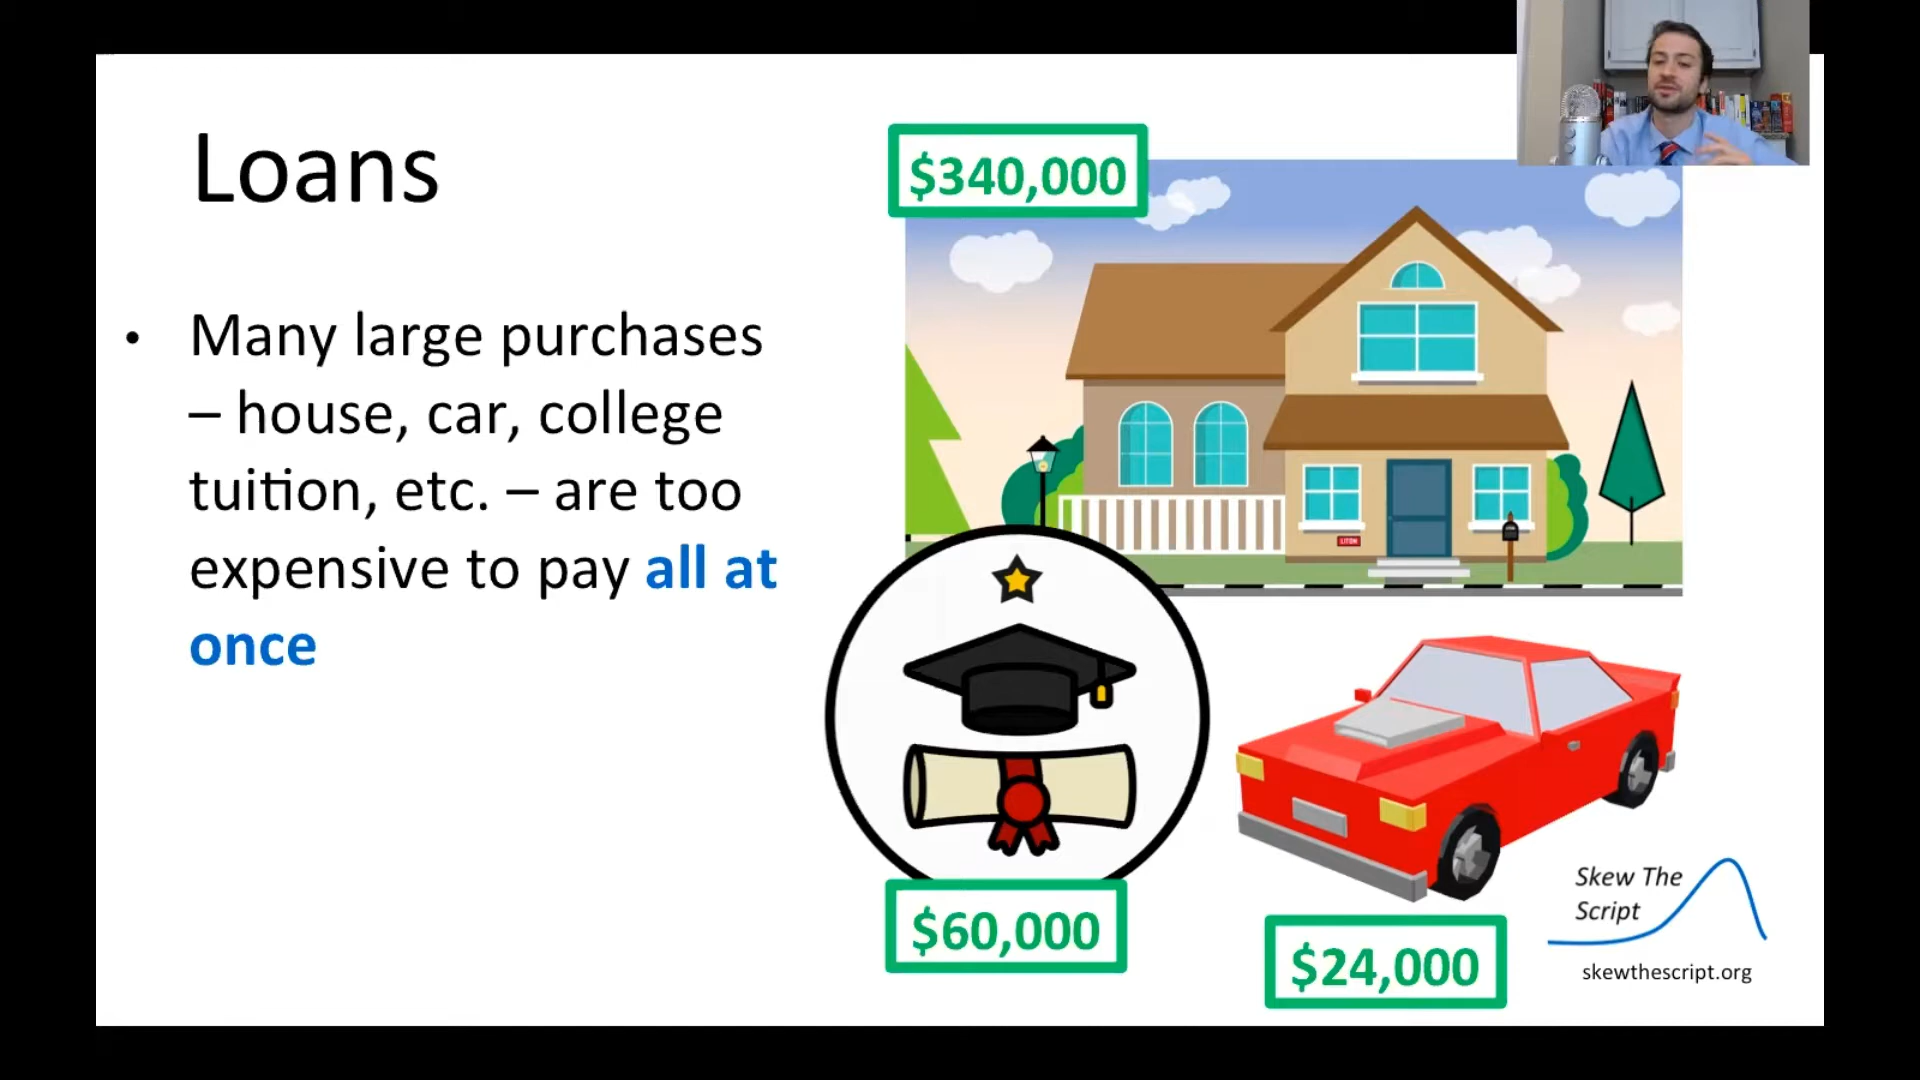 Loans
• Many large purchases
– house, car, college
tuition, etc. – are too
expensive to pay all at
once
$340,000
LITON
$60,000
$24,000
Skew The
Script
skewthescript.org